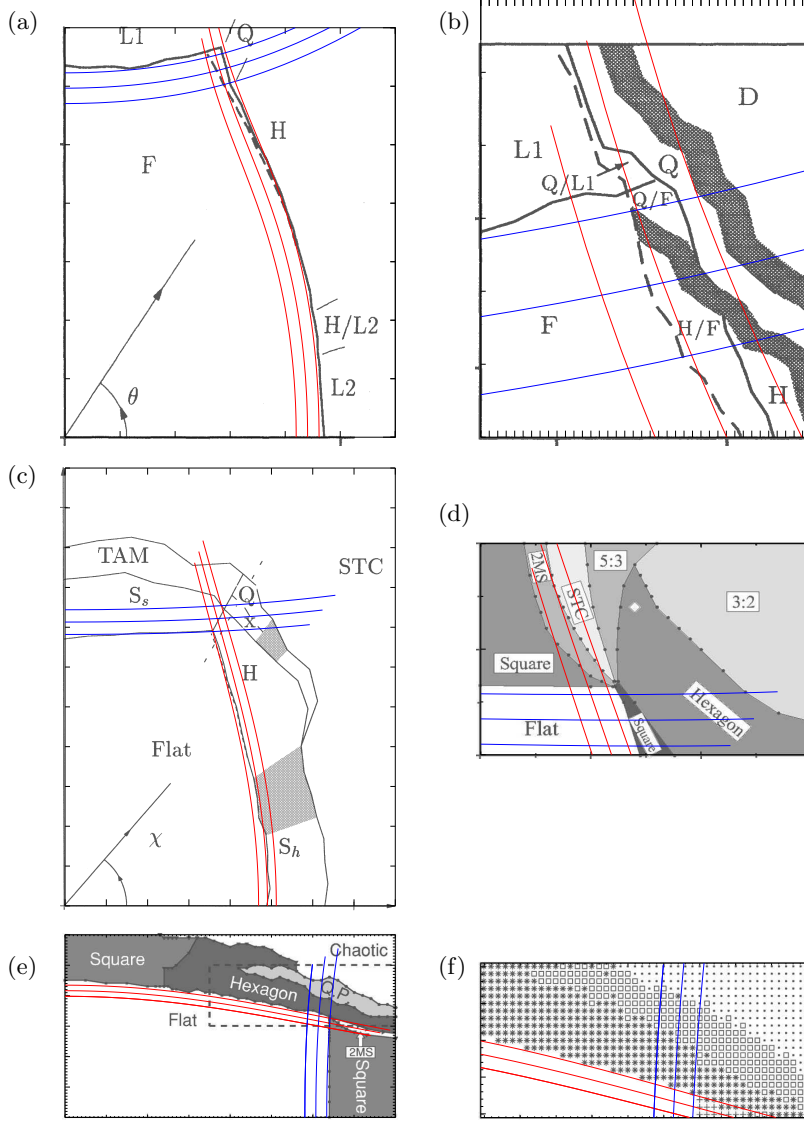 (a)
L1
Q
H
F
H/L2
L2
θ
(b)
D
L1
Q
Q/L1
Q/F
F
H/F
H
(c)
TAM
STC
S_s
Q
X
H
Flat
χ
S_h
(d)
2MS
5:3
STC
3:2
Square
Flat
Hexagon
Square
(e)
Square
Chaotic
Hexagon
Q.P.
Flat
2MS
Square
(f)